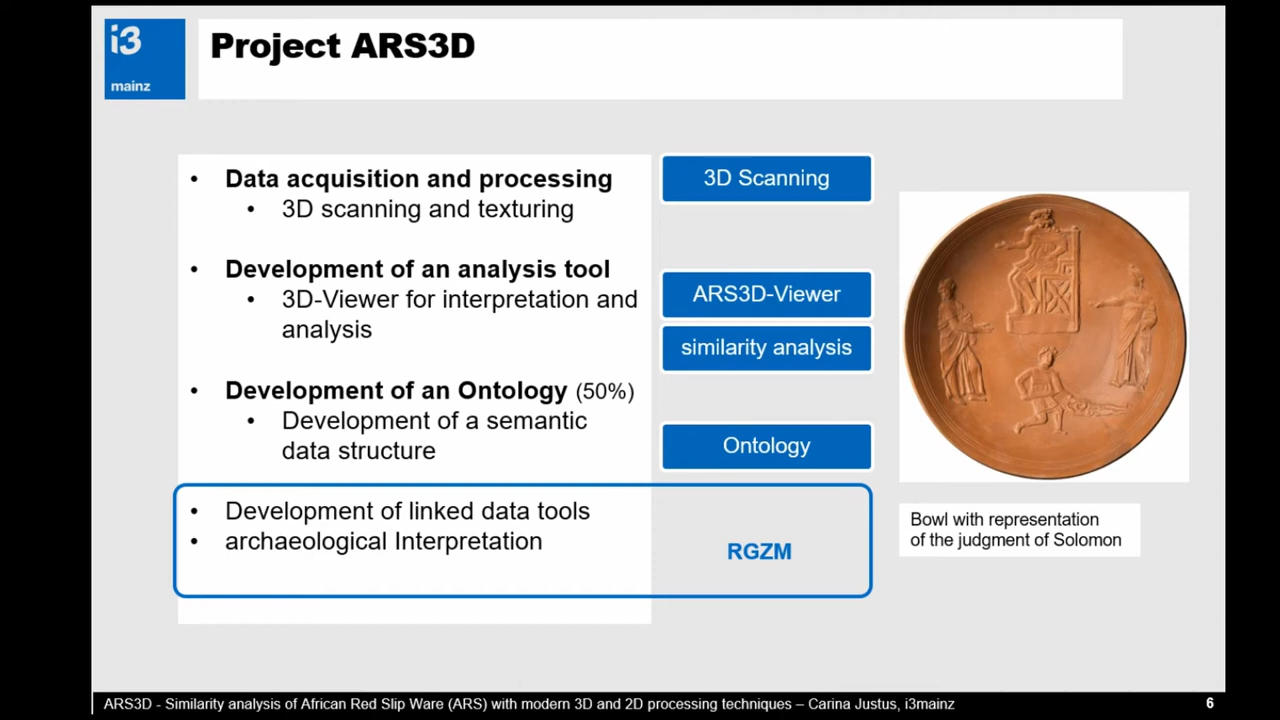 i3
mainz
Project ARS3D
• Data acquisition and processing
• 3D scanning and texturing
3D Scanning
• Development of an analysis tool
• 3D-Viewer for interpretation and
analysis
ARS3D-Viewer
similarity analysis
• Development of an Ontology (50%)
• Development of a semantic
data structure
Ontology
• Development of linked data tools
• archaeological Interpretation
RGZM
Bowl with representation
of the judgment of Solomon
ARS3D - Similarity analysis of African Red Slip Ware (ARS) with modern 3D and 2D processing techniques – Carina Justus, i3mainz
6